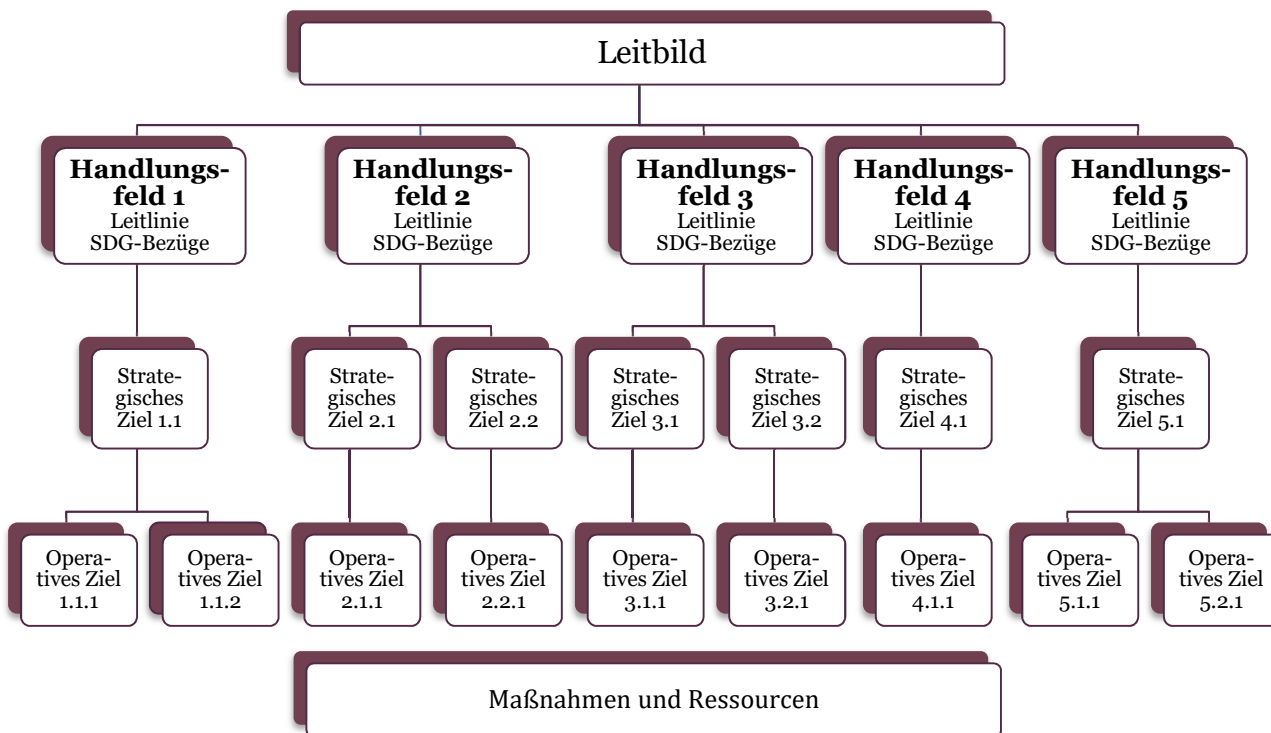 Leitbild
Handlungs-
feld 1
Leitlinie
SDG-Bezüge
Handlungs-
feld 2
Leitlinie
SDG-Bezüge
Handlungs-
feld 3
Leitlinie
SDG-Bezüge
Handlungs-
feld 4
Leitlinie
SDG-Bezüge
Handlungs-
feld 5
Leitlinie
SDG-Bezüge
Strate-
gisches
Ziel 1.1
Strate-
gisches
Ziel 2.1
Strate-
gisches
Ziel 2.2
Strate-
gisches
Ziel 3.1
Strate-
gisches
Ziel 3.2
Strate-
gisches
Ziel 4.1
Strate-
gisches
Ziel 5.1
Opera-
tives Ziel
1.1.1
Opera-
tives Ziel
1.1.2
Opera-
tives Ziel
2.1.1
Opera-
tives Ziel
2.2.1
Opera-
tives Ziel
3.1.1
Opera-
tives Ziel
3.2.1
Opera-
tives Ziel
4.1.1
Opera-
tives Ziel
5.1.1
Opera-
tives Ziel
5.2.1
Maßnahmen und Ressourcen